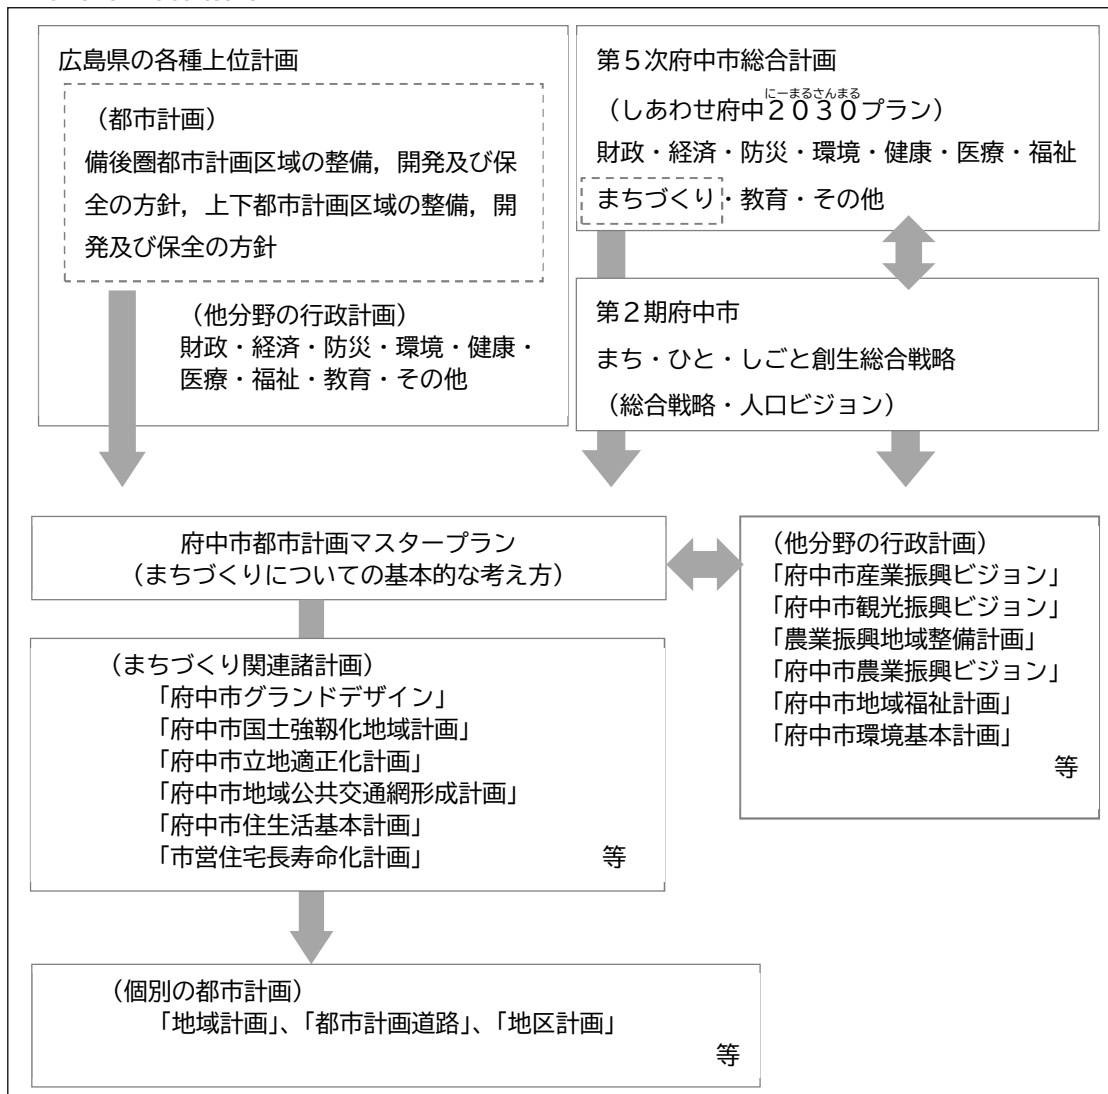 広島県の各種上位計画
（都市計画）
備後圏都市計画区域の整備，開発及び保
全の方針，上下都市計画区域の整備，開
発及び保全の方針
（他分野の行政計画）
財政・経済・防災・環境・健康・
医療・福祉・教育・その他
第５次府中市総合計画
にーまるさんまる
（しあわせ府中２０３０プラン）
財政・経済・防災・環境・健康・医療・福祉
まちづくり・教育・その他
第２期府中市
まち・ひと・しごと創生総合戦略
（総合戦略・人口ビジョン）
府中市都市計画マスタープラン
（まちづくりについての基本的な考え方）
（他分野の行政計画）
「府中市産業振興ビジョン」
「府中市観光振興ビジョン」
「農業振興地域整備計画」
「府中市農業振興ビジョン」
「府中市地域福祉計画」
「府中市環境基本計画」
等
（まちづくり関連諸計画）
「府中市グランドデザイン」
「府中市国土強靱化地域計画」
「府中市立地適正化計画」
「府中市地域公共交通網形成計画」
「府中市住生活基本計画」
「市営住宅長寿命化計画」 等
（個別の都市計画）
「地域計画」、「都市計画道路」、「地区計画」
等